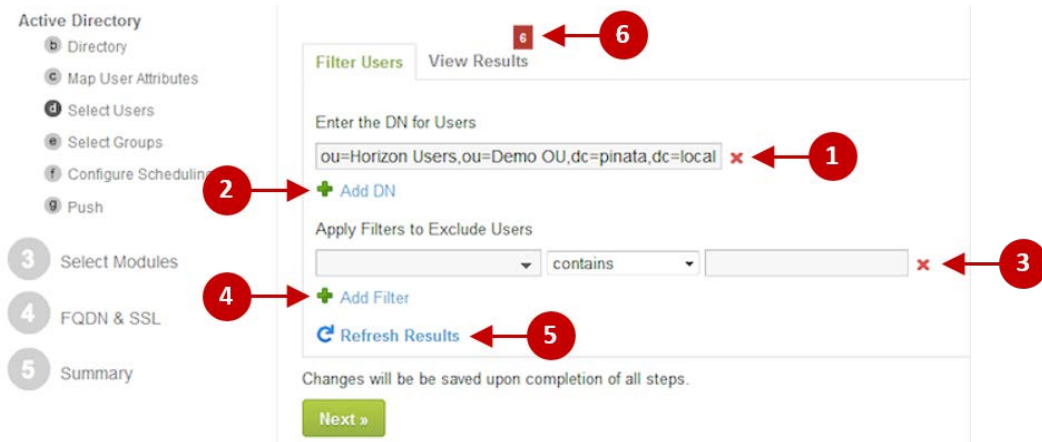 Active Directory
b Directory
c Map User Attributes
d Select Users
e Select Groups
f Configure Scheduling
g Push
3 Select Modules
4 FQDN & SSL
5 Summary
6
6
Filter Users View Results
Enter the DN for Users
ou=Horizon Users,ou=Demo OU,dc=pinata,dc=local
1
2
Add DN
Apply Filters to Exclude Users
contains
3
4
Add Filter
Refresh Results
5
Changes will be be saved upon completion of all steps.
Next »